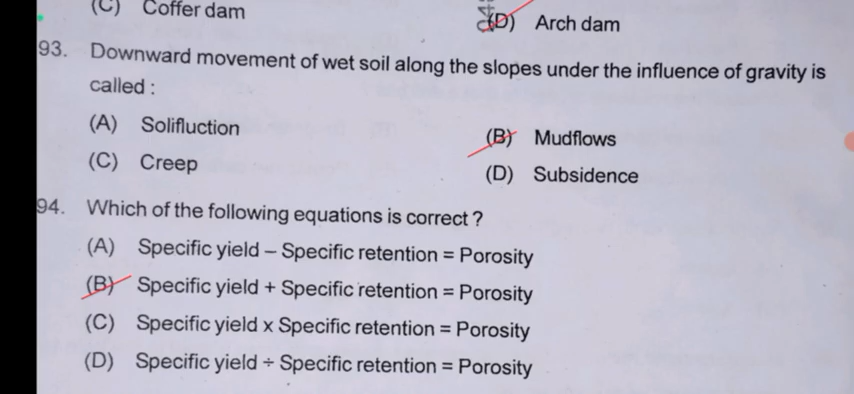 (C) Coffer dam
(D) Arch dam
93. Downward movement of wet soil along the slopes under the influence of gravity is
called :
(A) Solifluction
(B) Mudflows
(C) Creep
(D) Subsidence
94. Which of the following equations is correct ?
(A) Specific yield – Specific retention = Porosity
(B) Specific yield + Specific retention = Porosity
(C) Specific yield x Specific retention = Porosity
(D) Specific yield ÷ Specific retention = Porosity